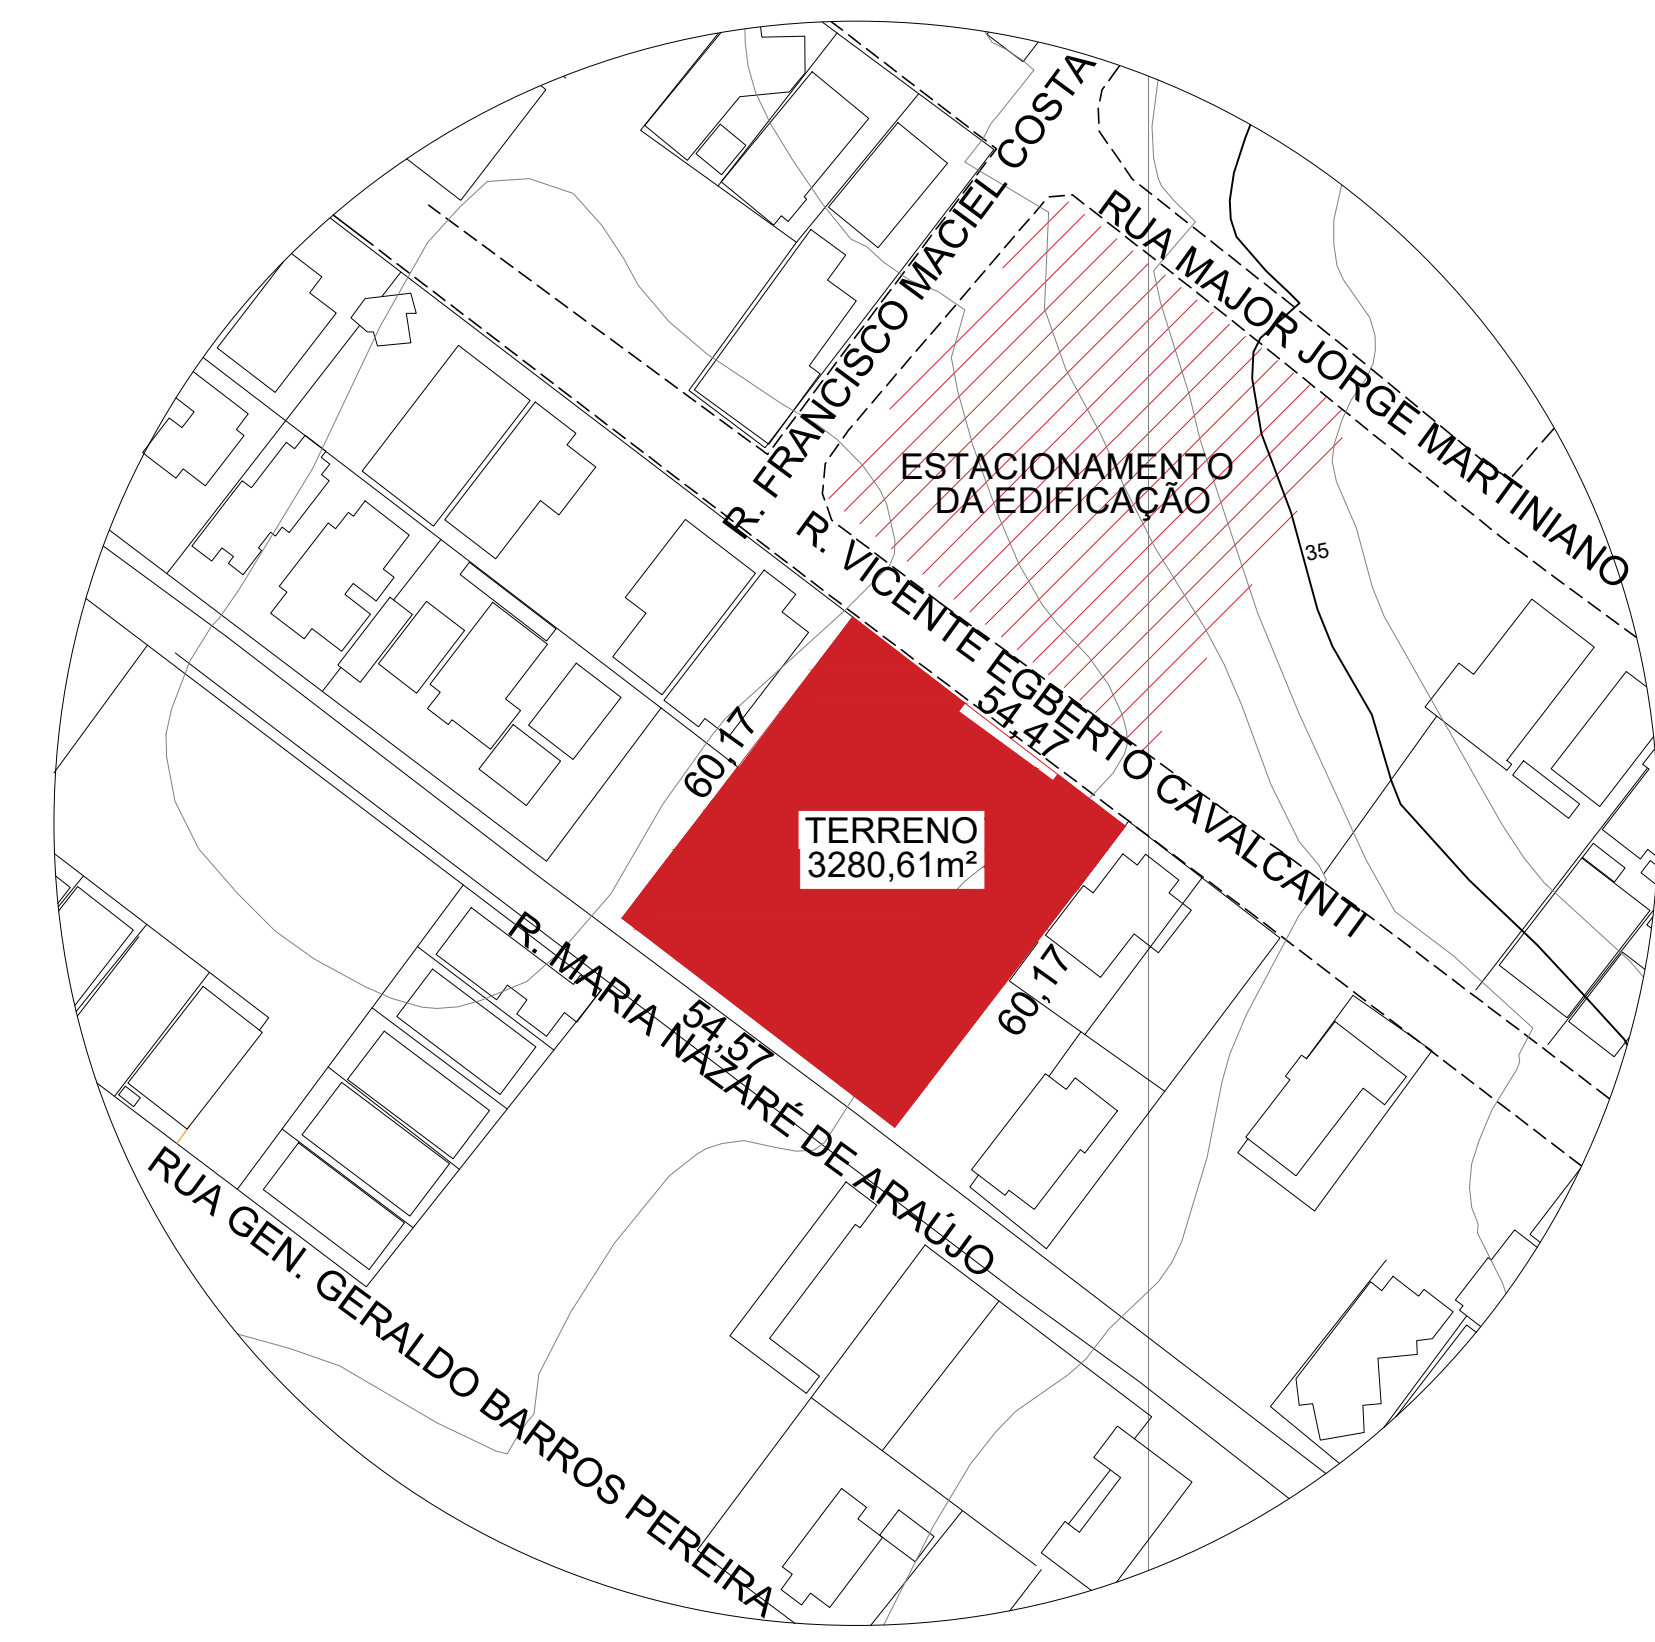 R. FRANCISCO MACIEL COSTA
RUA MAJOR JORGE MARTINIANO
ESTACIONAMENTO
DA EDIFICAÇÃO
35
R. VICENTE EGBERTO CAVALCANTI
54,47
60,17
TERRENO
3280,61m²
60,17
54,57
R. MARIA NAZARÉ DE ARAÚJO
RUA GEN. GERALDO BARROS PEREIRA